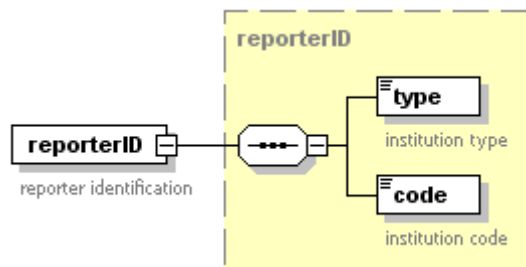 reporterID
type
institution type
reporterID
reporter identification
code
institution code